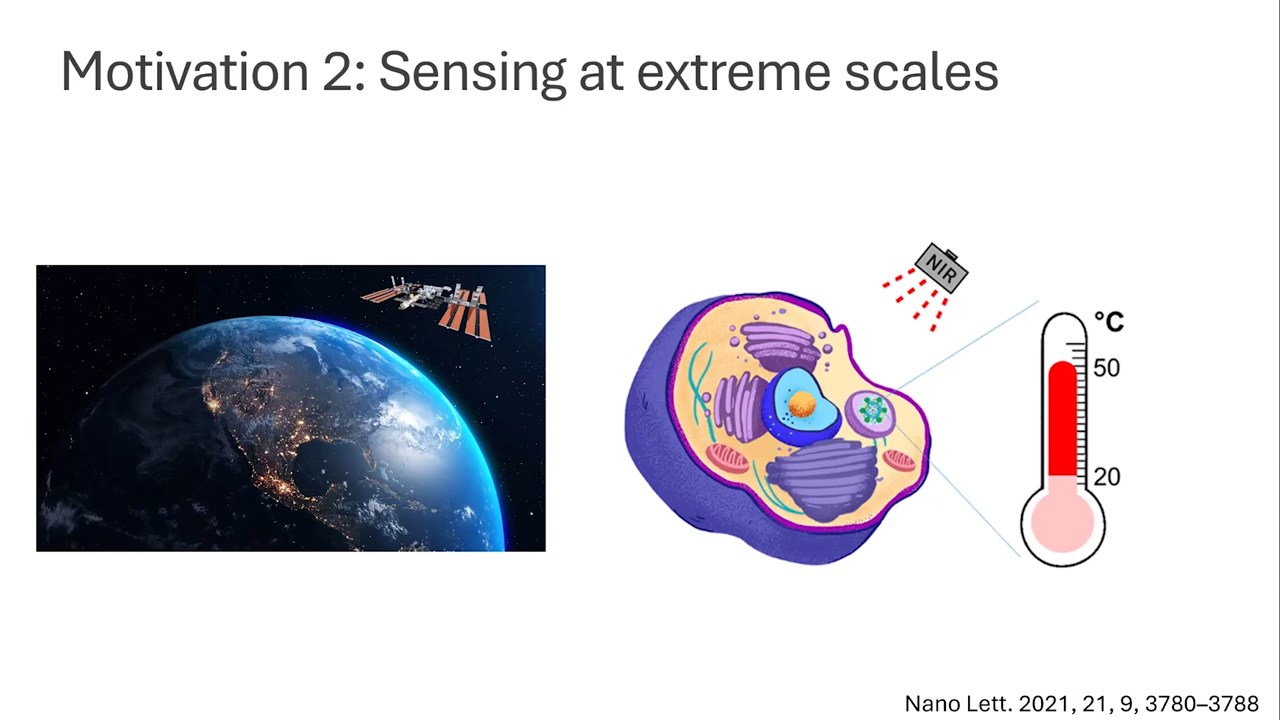 Motivation 2: Sensing at extreme scales
NIR
°C
50
20
Nano Lett. 2021, 21, 9, 3780–3788